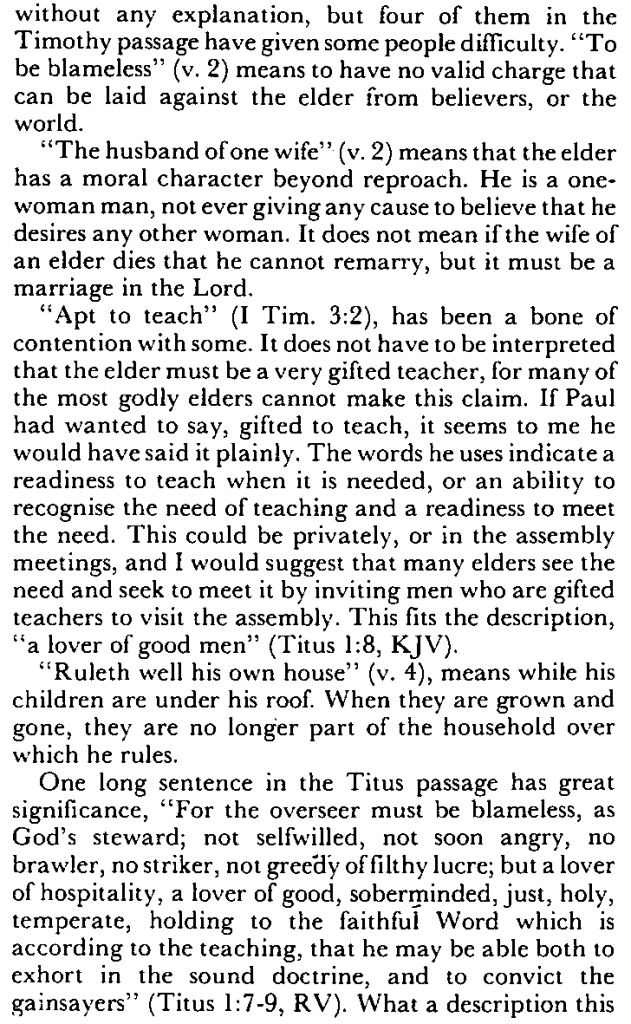 without any explanation, but four of them in the
Timothy passage have given some people difficulty. “To
be blameless” (v. 2) means to have no valid charge that
can be laid against the elder from believers, or the
world.
“The husband of one wife” (v. 2) means that the elder
has a moral character beyond reproach. He is a one-
woman man, not ever giving any cause to believe that he
desires any other woman. It does not mean if the wife of
an elder dies that he cannot remarry, but it must be a
marriage in the Lord.
“Apt to teach” (I Tim. 3:2), has been a bone of
contention with some. It does not have to be interpreted
that the elder must be a very gifted teacher, for many of
the most godly elders cannot make this claim. If Paul
had wanted to say, gifted to teach, it seems to me he
would have said it plainly. The words he uses indicate a
readiness to teach when it is needed, or an ability to
recognise the need of teaching and a readiness to meet
the need. This could be privately, or in the assembly
meetings, and I would suggest that many elders see the
need and seek to meet it by inviting men who are gifted
teachers to visit the assembly. This fits the description,
“a lover of good men” (Titus 1:8, KJV).
“Ruleth well his own house” (v. 4), means while his
children are under his roof. When they are grown and
gone, they are no longer part of the household over
which he rules.
One long sentence in the Titus passage has great
significance, “For the overseer must be blameless, as
God’s steward; not selfwilled, not soon angry, no
brawler, no striker, not greedy of filthy lucre; but a lover
of hospitality, a lover of good, soberminded, just, holy,
temperate, holding to the faithful Word which is
according to the teaching, that he may be able both to
exhort in the sound doctrine, and to convict the
gainsayers” (Titus 1:7-9, RV). What a description this